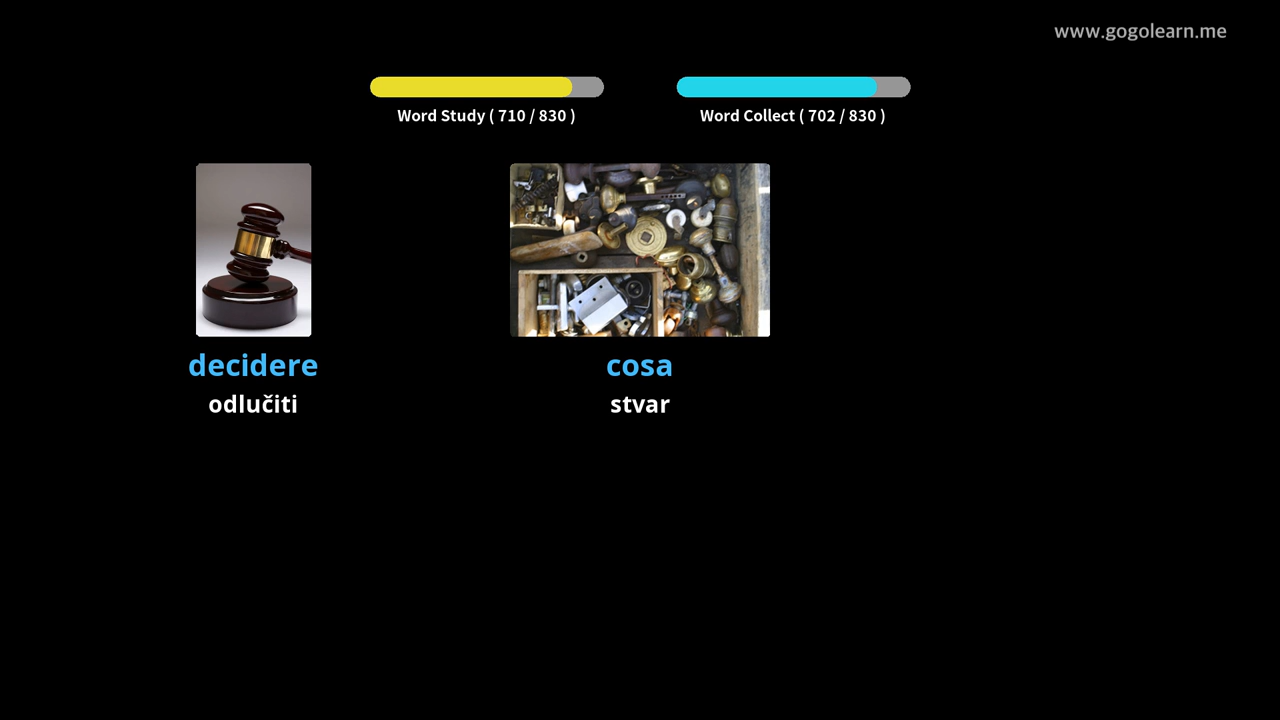 www.gogolearn.me
Word Study ( 710 / 830 )
Word Collect ( 702 / 830 )
decidere
odlučiti
cosa
stvar